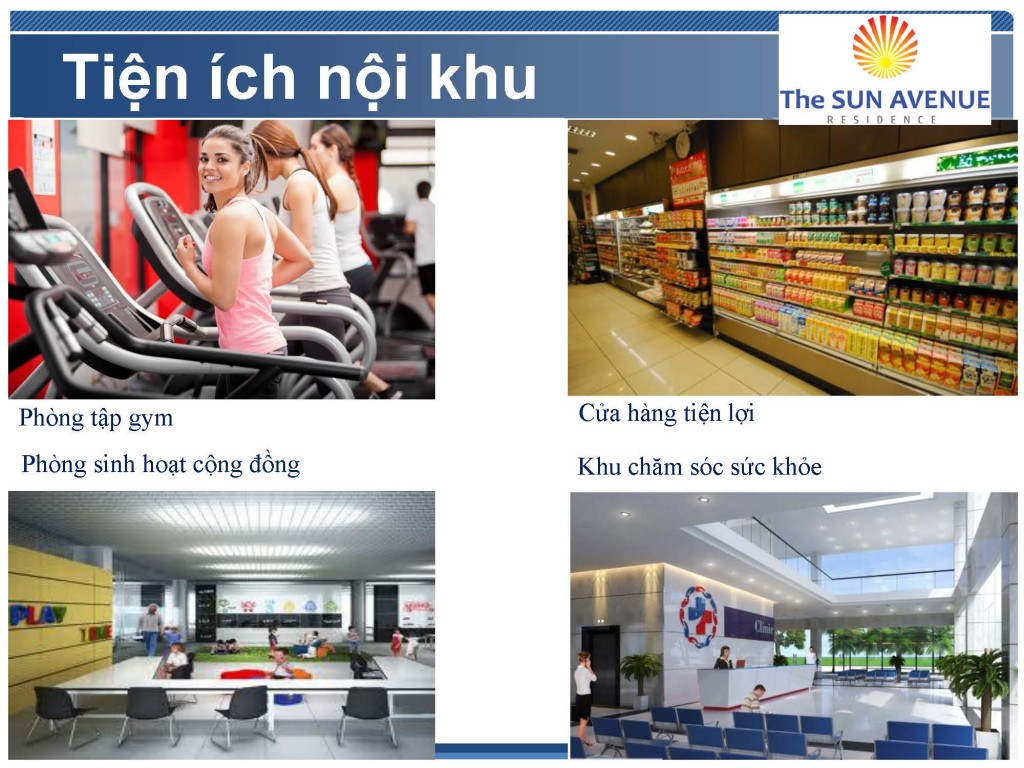 Tiện ích nội khu
The SUN AVENUE
RESIDENCE
Phòng tập gym
Cửa hàng tiện lợi
Phòng sinh hoạt cộng đồng
Khu chăm sóc sức khỏe
PLAY
Clinic